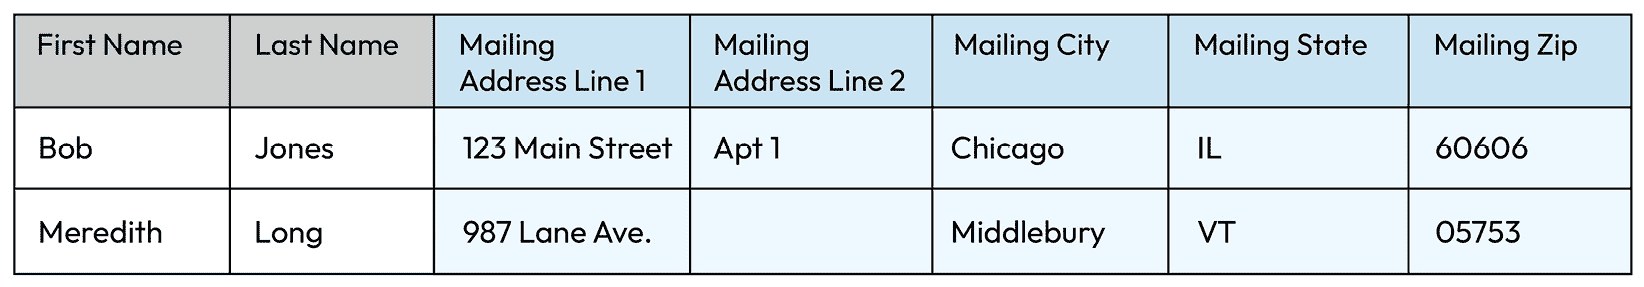 First Name Last Name Mailing Address Line 1 Mailing Address Line 2 Mailing City Mailing State Mailing Zip
Bob Jones 123 Main Street Apt 1 Chicago IL 60606
Meredith Long 987 Lane Ave. Middlebury VT 05753